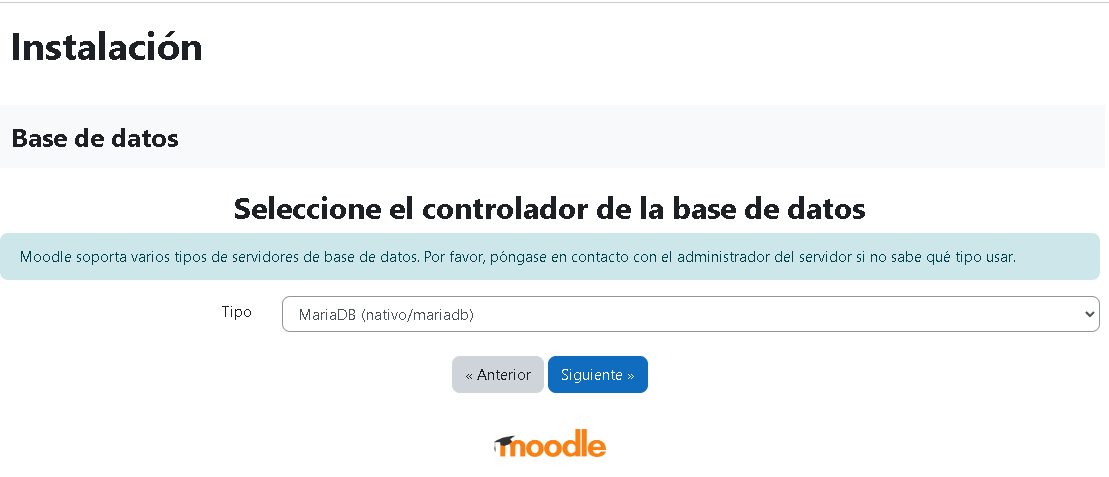 Instalación
Base de datos
Seleccione el controlador de la base de datos
Moodle soporta varios tipos de servidores de base de datos. Por favor, póngase en contacto con el administrador del servidor si no sabe qué tipo usar.
Tipo
MariaDB (nativo/mariadb)
« Anterior
Siguiente »
moodle